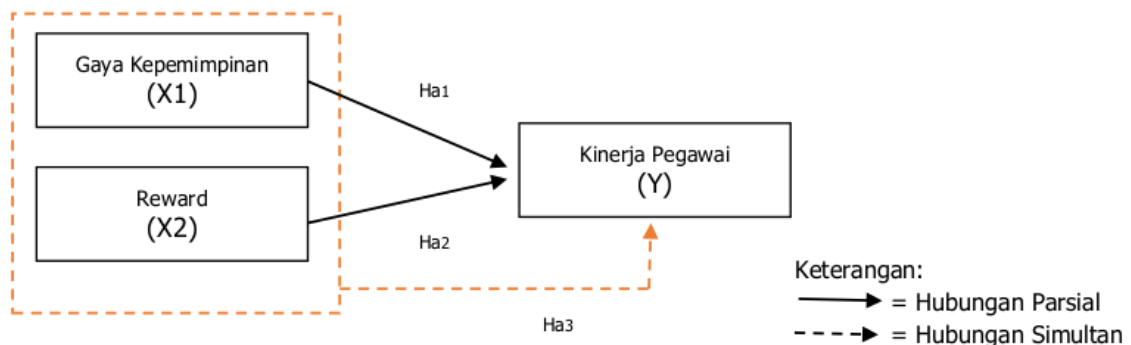 Gaya Kepemimpinan
(X1)
Ha1
Kinerja Pegawai
(Y)
Reward
(X2)
Ha2
Ha3
Keterangan:
= Hubungan Parsial
= Hubungan Simultan